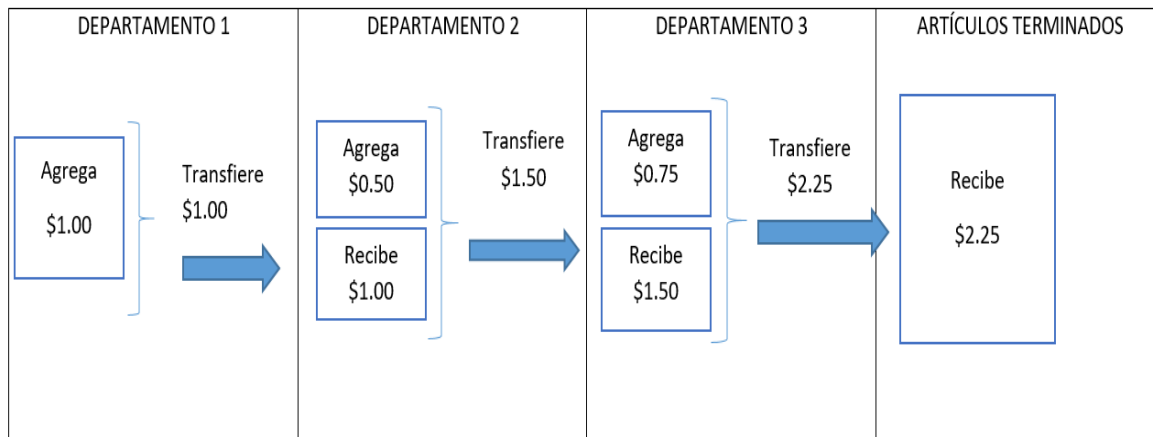 DEPARTAMENTO 1
Agrega
$1.00
Transfiere
$1.00
DEPARTAMENTO 2
Agrega
$0.50
Recibe
$1.00
Transfiere
$1.50
DEPARTAMENTO 3
Agrega
$0.75
Recibe
$1.50
Transfiere
$2.25
ARTÍCULOS TERMINADOS
Recibe
$2.25